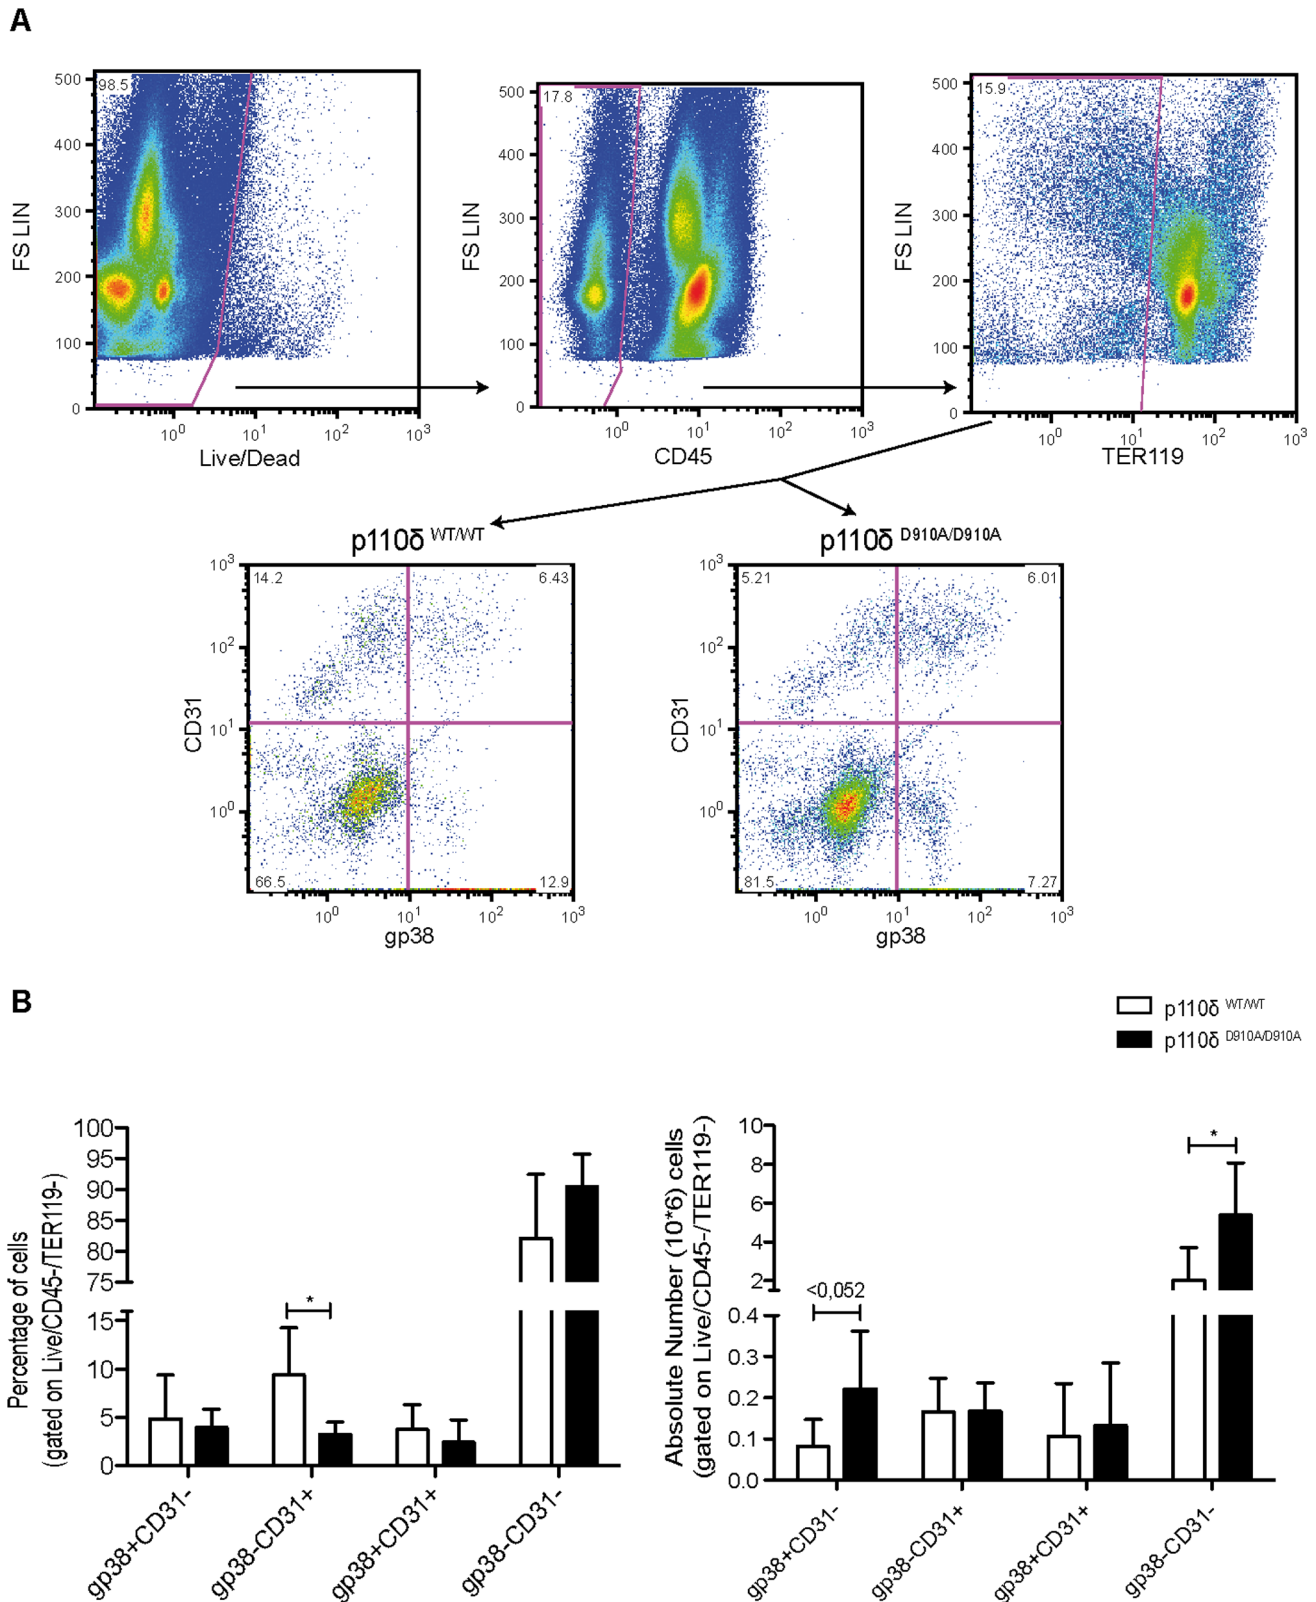 A
98.5
500
400
300
200
100
0
FS LIN
10^0 10^1 10^2 10^3
Live/Dead
17.8
500
400
300
200
100
0
FS LIN
10^0 10^1 10^2 10^3
CD45
15.9
500
400
300
200
100
0
FS LIN
10^0 10^1 10^2 10^3
TER119
p110δ WT/WT
14.2 6.43
66.5 12.9
10^3
10^2
10^1
10^0
CD31
10^0 10^1 10^2 10^3
gp38
p110δ D910A/D910A
5.21 6.01
81.5 7.27
10^3
10^2
10^1
10^0
CD31
10^0 10^1 10^2 10^3
gp38
B
p110δ WT/WT
p110δ D910A/D910A
Percentage of cells
(gated on Live/CD45-/TER119-)
100
95
90
85
80
75
15
10
5
0
*
gp38+CD31-
gp38-CD31+
gp38+CD31+
gp38-CD31-
Absolute Number (10*6) cells
(gated on Live/CD45-/TER119-)
10
8
6
4
2
0.4
0.3
0.2
0.1
0.0
<0,052
*
gp38+CD31-
gp38-CD31+
gp38+CD31+
gp38-CD31-